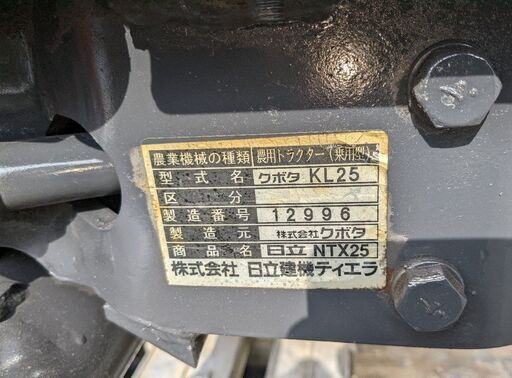 農業機械の種類 農用トラクター(乗用型)
型式名 クボタ KL25
区分
製造番号 12996
製造元 株式会社 クボタ
商品名 日立 NTX25
株式会社 日立建機ティエラ